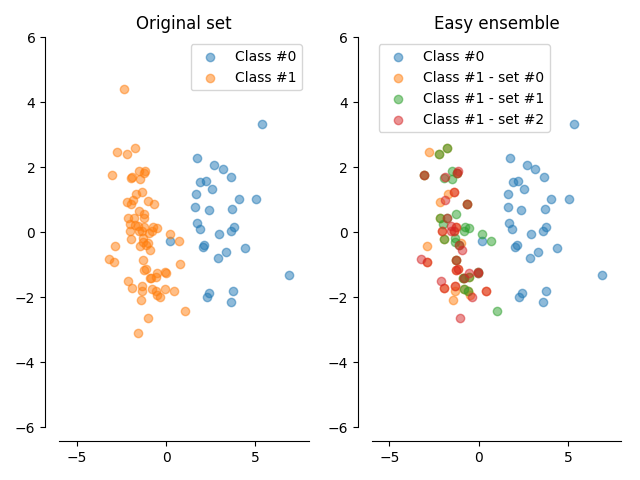 Original set
Easy ensemble
6
4
2
0
−2
−4
−6
−5
0
5
Class #0
Class #1
6
4
2
0
−2
−4
−6
−5
0
5
Class #0
Class #1 - set #0
Class #1 - set #1
Class #1 - set #2